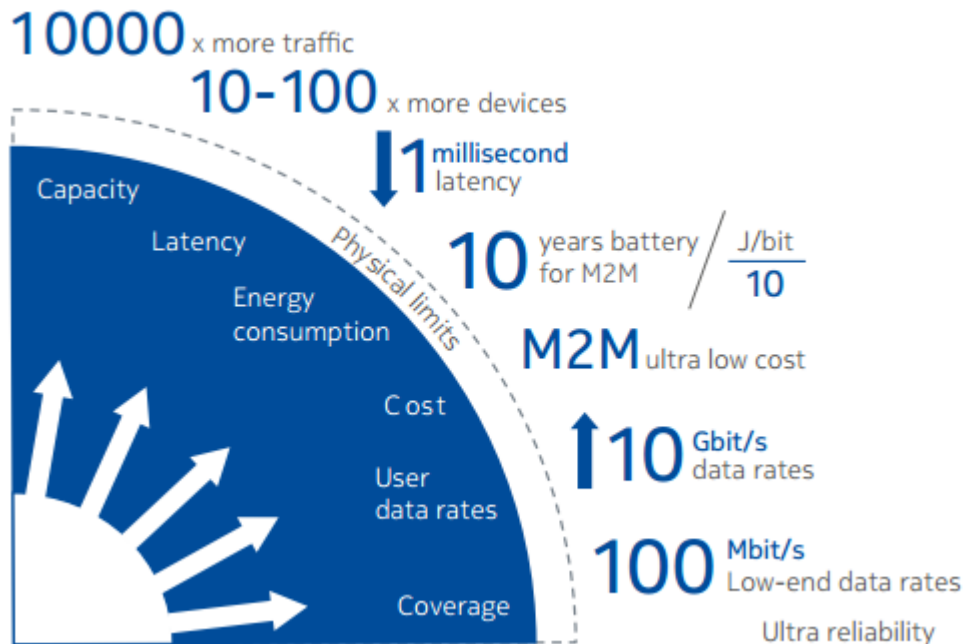 10000 x more traffic
10-100 x more devices
1 millisecond
latency
Capacity
Latency
Energy
consumption
Cost
User
data rates
Coverage
Physical limits
10 years battery
for M2M
J/bit
10
M2M ultra low cost
10 Gbit/s
data rates
100 Mbit/s
Low-end data rates
Ultra reliability